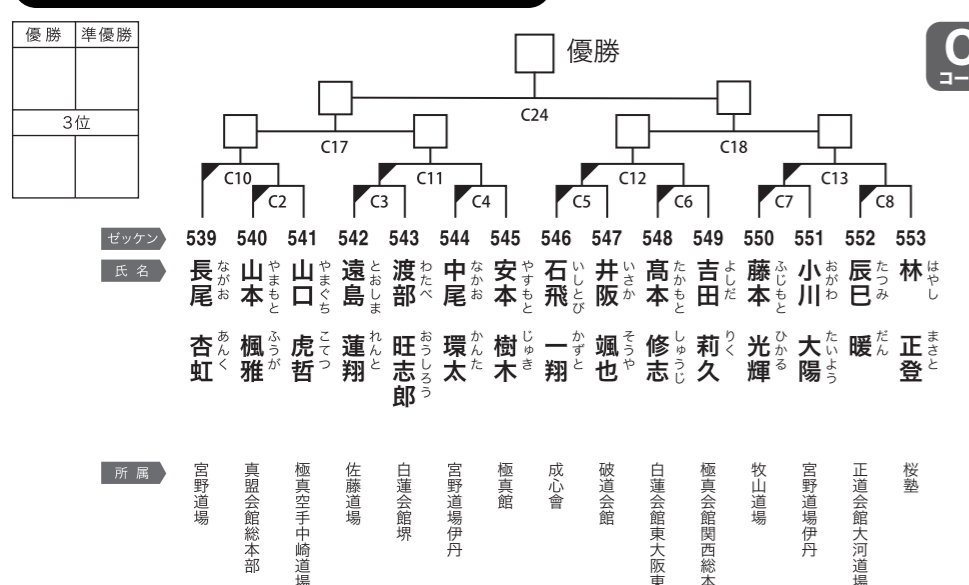 優勝 準優勝
3位
優勝
C
コー
C24
C17 C18
C10 C11 C12 C13
C2 C3 C4 C5 C6 C7 C8
ゼッケン 539 540 541 542 543 544 545 546 547 548 549 550 551 552 553
氏名
長尾 杏虹 ながお あんく
山本 楓雅 やまもと ふうが
山口 虎哲 やまぐち こてつ
遠島 蓮翔 とおしま れんと
渡部 旺志郎 わたべ おうしろう
中尾 環太 なかお かんた
安本 樹木 やすもと じゅき
石飛 一翔 いしとび かずと
井阪 颯也 いさか そうや
髙本 修志 たかもと しゅうじ
吉田 莉久 よしだ りく
藤本 光輝 ふじもと ひかる
小川 大陽 おがわ たいよう
辰巳 暖 たつみ だん
林 正登 はやし まさと
所属
宮野道場
真盟会館総本部
極真空手中崎道場
佐藤道場
白蓮会館堺
宮野道場伊丹
極真館
成心會
破道会館
白蓮会館東大阪東
極真会館関西総本
牧山道場
宮野道場伊丹
正道会館大河道場
桜塾